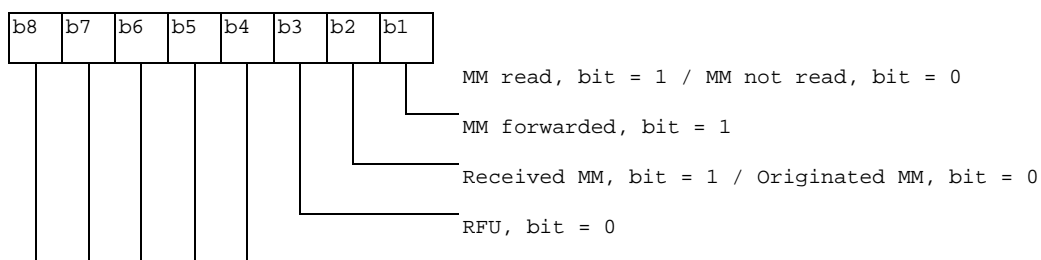 b8 b7 b6 b5 b4 b3 b2 b1
MM read, bit = 1 / MM not read, bit = 0
MM forwarded, bit = 1
Received MM, bit = 1 / Originated MM, bit = 0
RFU, bit = 0